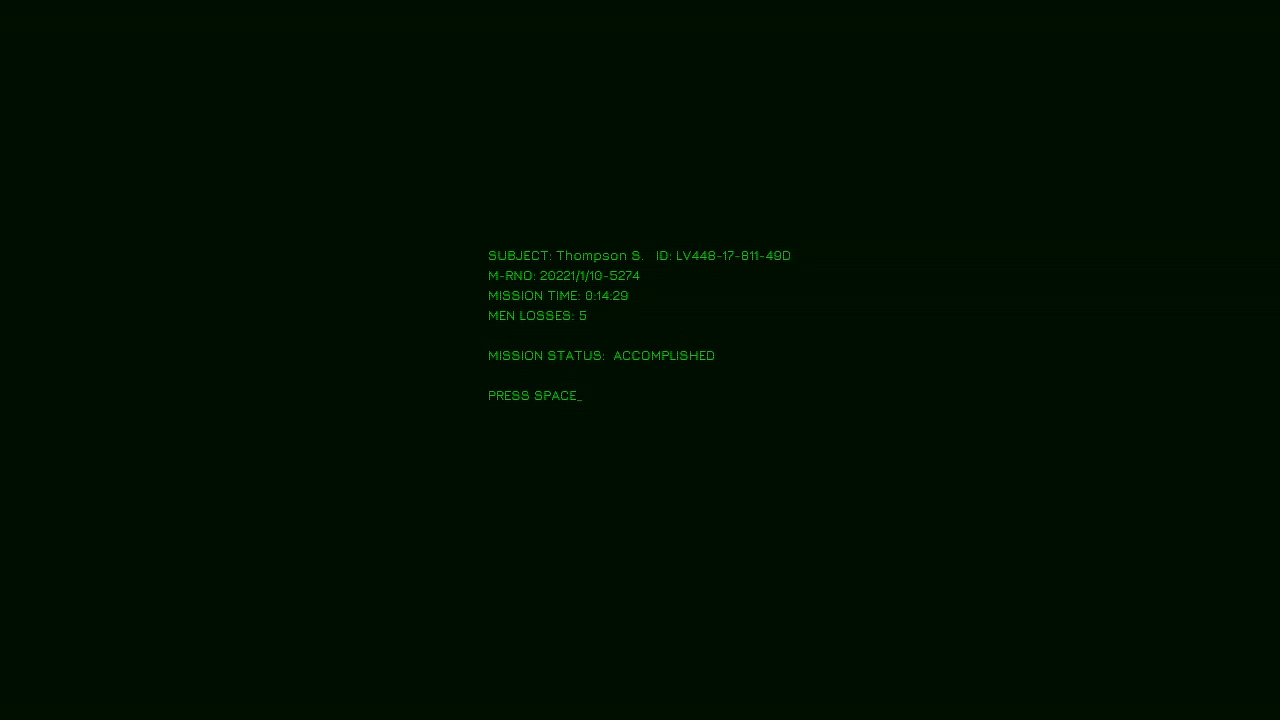 SUBJECT: Thompson S. ID: LV448-17-811-49D
M-RNO: 20221/1/10-5274
MISSION TIME: 0:14:29
MEN LOSSES: 5
MISSION STATUS: ACCOMPLISHED
PRESS SPACE_